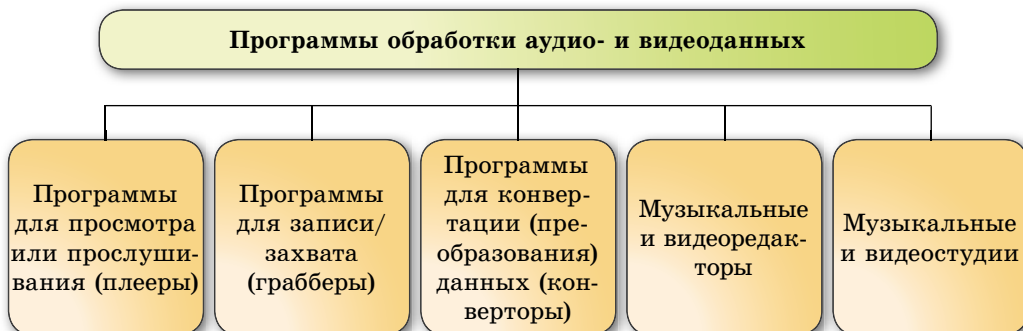 Программы обработки аудио- и видеоданных
Программы
для просмотра
или прослуши-
вания (плееры)
Программы
для записи/
захвата
(грабберы)
Программы
для конвер-
тации (пре-
образования)
данных (кон-
верторы)
Музыкальные
и видеоредак-
торы
Музыкальные
и видеостудии